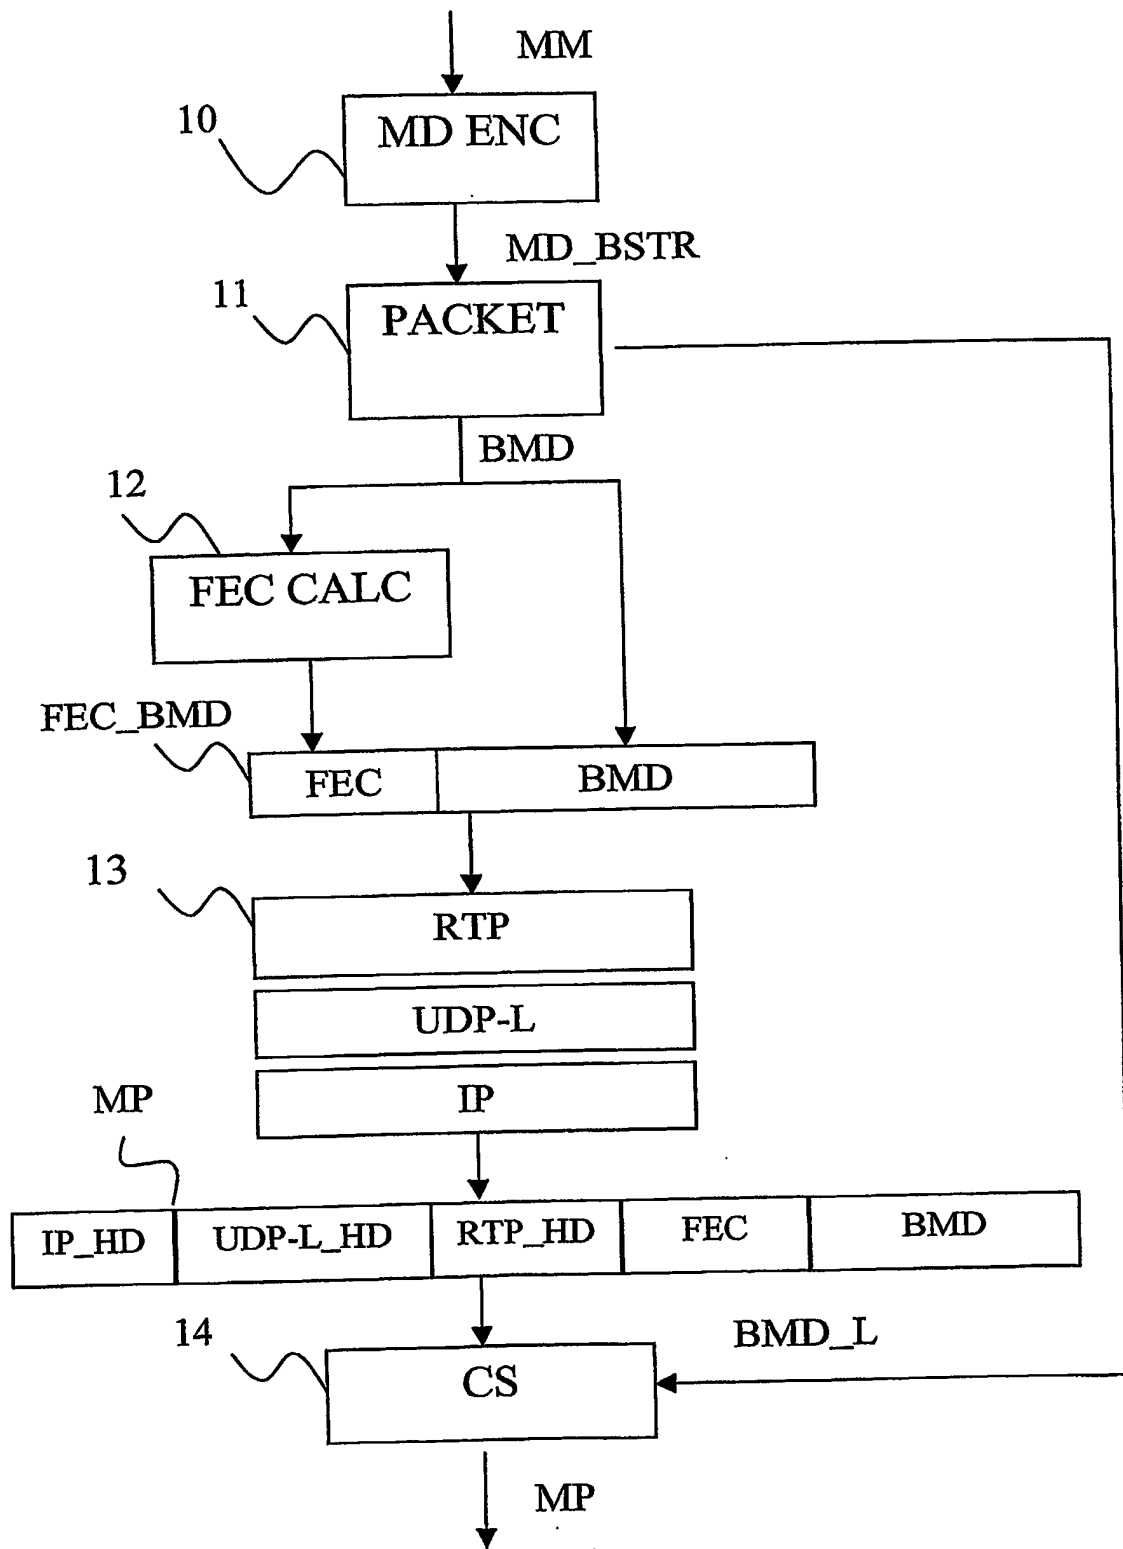 MM
10
MD ENC
MD_BSTR
11
PACKET
BMD
12
FEC CALC
FEC_BMD
FEC BMD
13
RTP
UDP-L
IP
MP
IP_HD UDP-L_HD RTP_HD FEC BMD
14
BMD_L
CS
MP